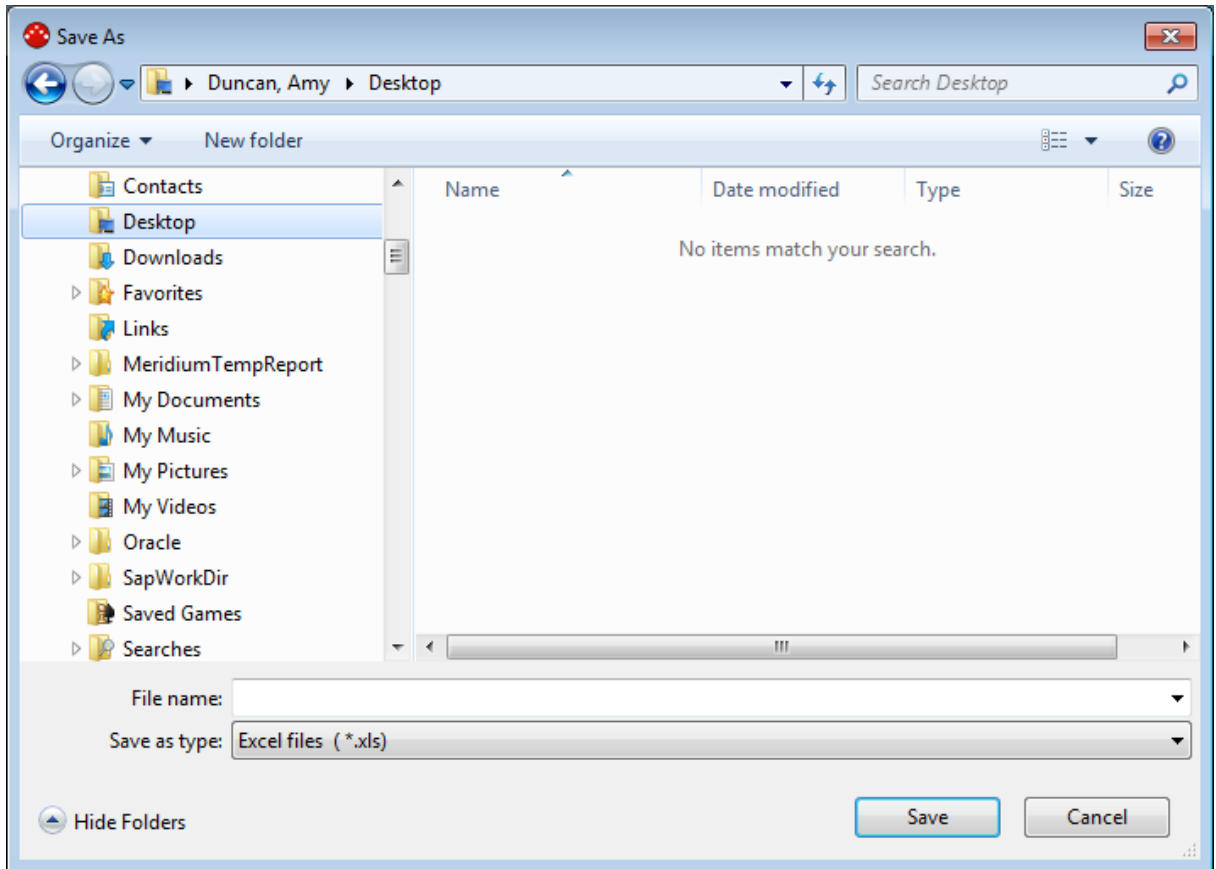 Save As
Duncan, Amy Desktop Search Desktop
Organize New folder
Name Date modified Type Size
Contacts
Desktop
Downloads
Favorites
Links
MeridiumTempReport
My Documents
My Music
My Pictures
My Videos
Oracle
SapWorkDir
Saved Games
Searches
No items match your search.
File name:
Save as type: Excel files ( *.xls)
Hide Folders Save Cancel